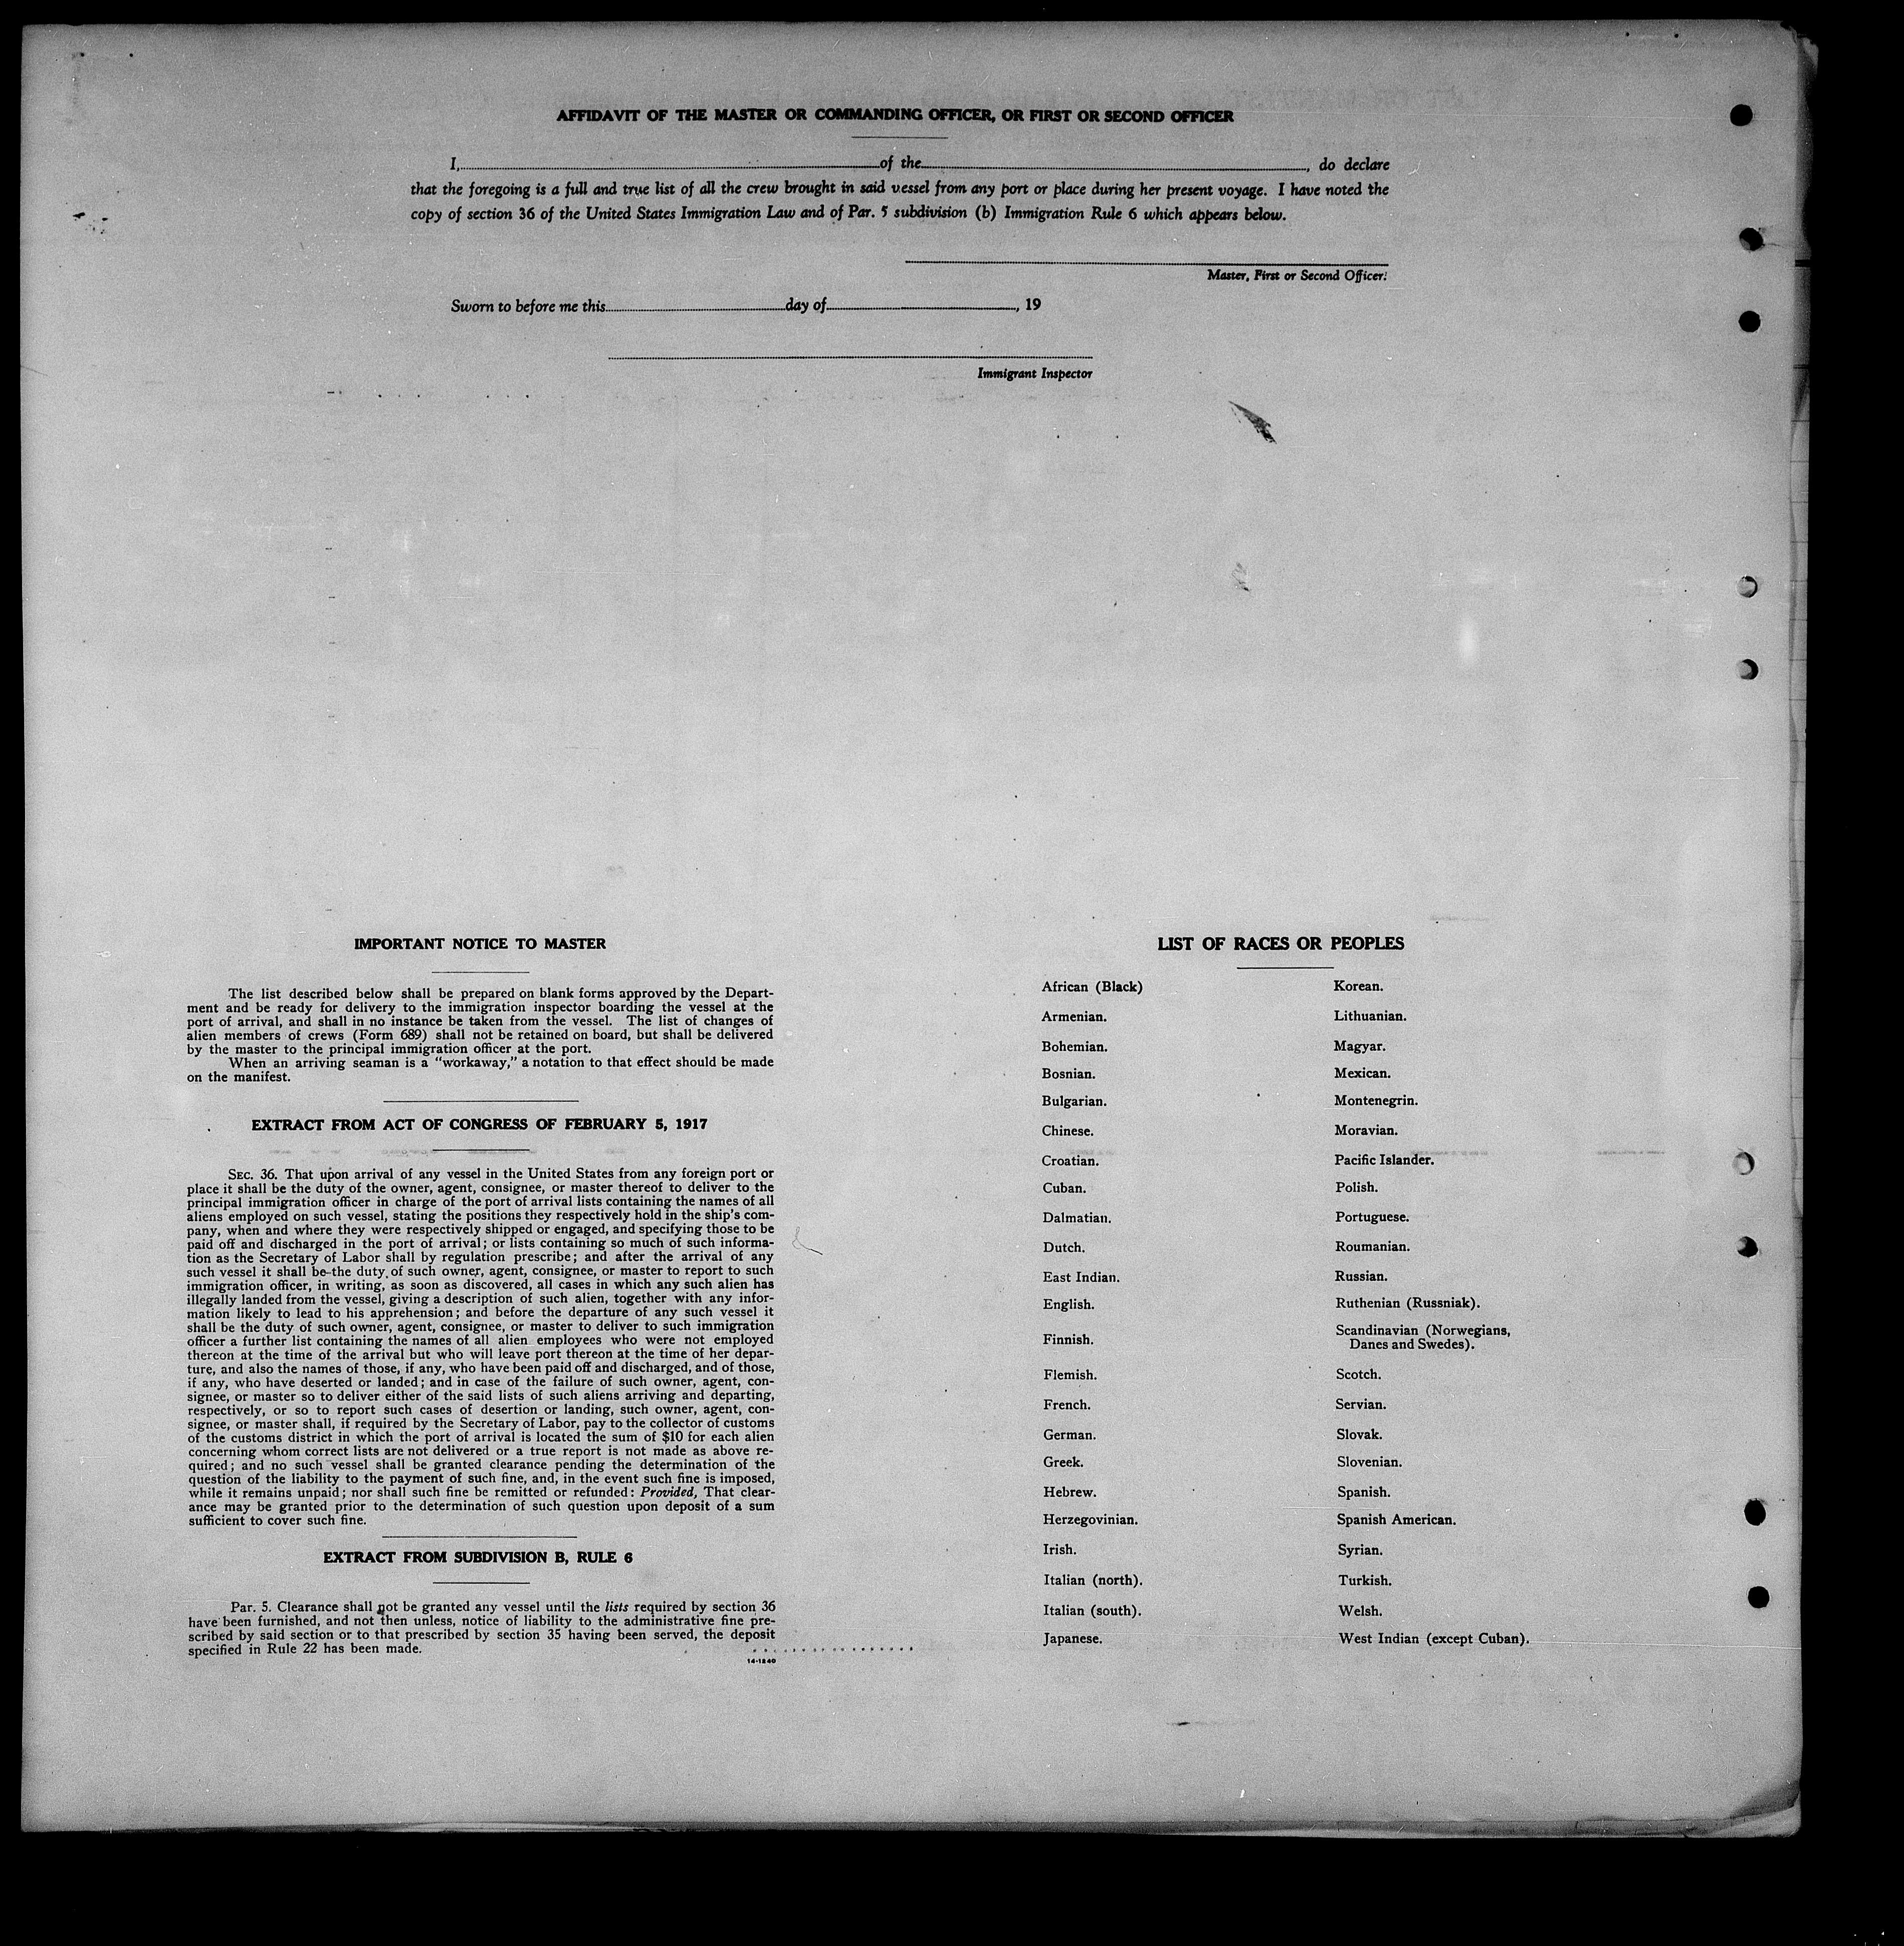 AFFIDAVIT OF THE MASTER OR COMMANDING OFFICER, OR FIRST OR SECOND OFFICER
I, of the , do declare
that the foregoing is a full and true list of all the crew brought in said vessel from any port or place during her present voyage. I have noted the
copy of section 36 of the United States Immigration Law and of Par. 5 subdivision (b) Immigration Rule 6 which appears below.
Master, First or Second Officer.
Sworn to before me this day of , 19
Immigrant Inspector
IMPORTANT NOTICE TO MASTER
The list described below shall be prepared on blank forms approved by the Depart-
ment and be ready for delivery to the immigration inspector boarding the vessel at the
port of arrival, and shall in no instance be taken from the vessel. The list of changes of
alien members of crews (Form 689) shall not be retained on board, but shall be delivered
by the master to the principal immigration officer at the port.
When an arriving seaman is a "workaway," a notation to that effect should be made
on the manifest.
EXTRACT FROM ACT OF CONGRESS OF FEBRUARY 5, 1917
SEC. 36. That upon arrival of any vessel in the United States from any foreign port or
place it shall be the duty of the owner, agent, consignee, or master thereof to deliver to the
principal immigration officer in charge of the port of arrival lists containing the names of all
aliens employed on such vessel, stating the positions they respectively hold in the ship's com-
pany, when and where they were respectively shipped or engaged, and specifying those to be
paid off and discharged in the port of arrival; or lists containing so much of such informa-
tion as the Secretary of Labor shall by regulation prescribe; and after the arrival of any
such vessel it shall be the duty of such owner, agent, consignee, or master to report to such
immigration officer, in writing, as soon as discovered, all cases in which any such alien has
illegally landed from the vessel, giving a description of such alien, together with any infor-
mation likely to lead to his apprehension; and before the departure of any such vessel it
shall be the duty of such owner, agent, consignee, or master to deliver to such immigration
officer a further list containing the names of all alien employees who were not employed
thereon at the time of the arrival but who will leave port thereon at the time of her depar-
ture, and also the names of those, if any, who have been paid off and discharged, and of those,
if any, who have deserted or landed; and in case of the failure of such owner, agent, con-
signee, or master so to deliver either of the said lists of such aliens arriving and departing,
respectively, or so to report such cases of desertion or landing, such owner, agent, con-
signee, or master shall, if required by the Secretary of Labor, pay to the collector of customs
of the customs district in which the port of arrival is located the sum of $10 for each alien
concerning whom correct lists are not delivered or a true report is not made as above re-
quired; and no such vessel shall be granted clearance pending the determination of the
question of the liability to the payment of such fine, and, in the event such fine is imposed,
while it remains unpaid; nor shall such fine be remitted or refunded: Provided, That clear-
ance may be granted prior to the determination of such question upon deposit of a sum
sufficient to cover such fine.
EXTRACT FROM SUBDIVISION B, RULE 6
Par. 5. Clearance shall not be granted any vessel until the lists required by section 36
have been furnished, and not then unless, notice of liability to the administrative fine pre-
scribed by said section or to that prescribed by section 35 having been served, the deposit
specified in Rule 22 has been made.
14-1240
LIST OF RACES OR PEOPLES
African (Black)
Armenian.
Bohemian.
Bosnian.
Bulgarian.
Chinese.
Croatian.
Cuban.
Dalmatian.
Dutch.
East Indian.
English.
Finnish.
Flemish.
French.
German.
Greek.
Hebrew.
Herzegovinian.
Irish.
Italian (north).
Italian (south).
Japanese.
Korean.
Lithuanian.
Magyar.
Mexican.
Montenegrin.
Moravian.
Pacific Islander.
Polish.
Portuguese.
Roumanian.
Russian.
Ruthenian (Russniak).
Scandinavian (Norwegians,
Danes and Swedes).
Scotch.
Servian.
Slovak.
Slovenian.
Spanish.
Spanish American.
Syrian.
Turkish.
Welsh.
West Indian (except Cuban).